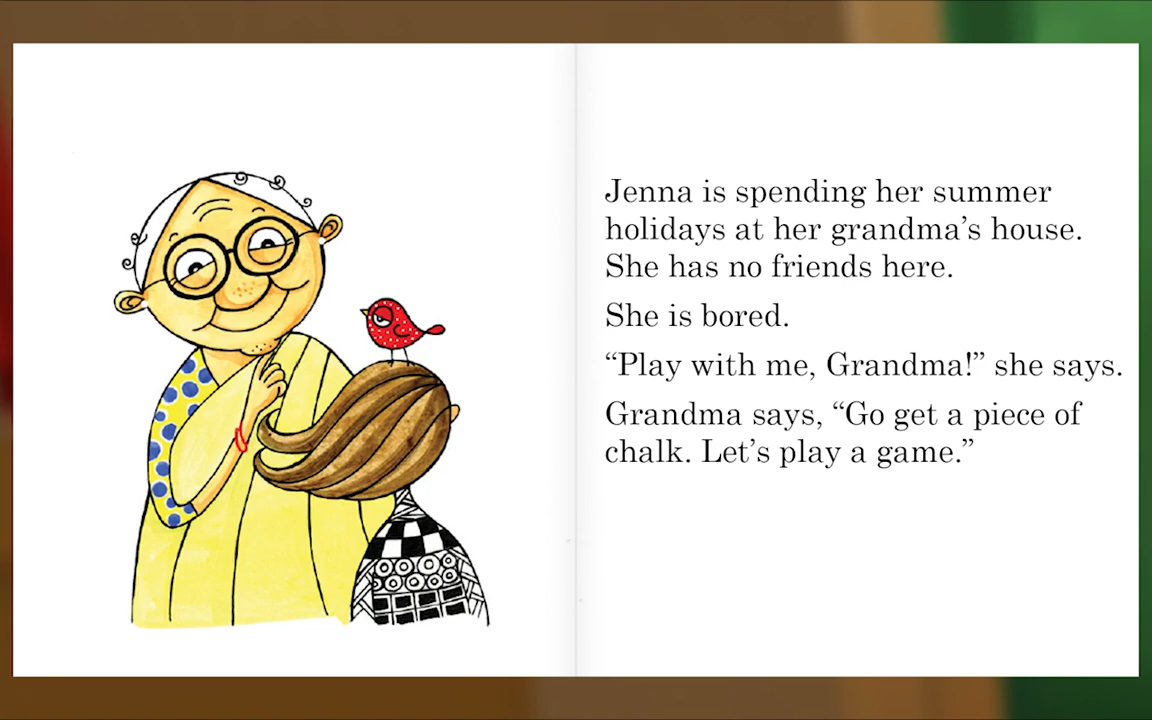 Jenna is spending her summer
holidays at her grandma’s house.
She has no friends here.
She is bored.
“Play with me, Grandma!” she says.
Grandma says, “Go get a piece of
chalk. Let’s play a game.”